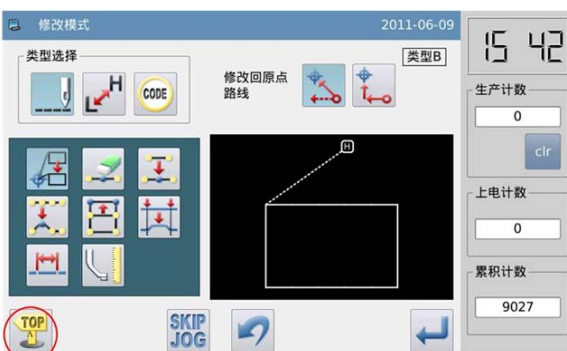 修改模式
2011-06-09
15 42
类型选择
类型B
H
CODE
修改回原点
路线
生产计数
0
clr
H
上电计数
0
累积计数
9027
TOP
SKIP
JOG